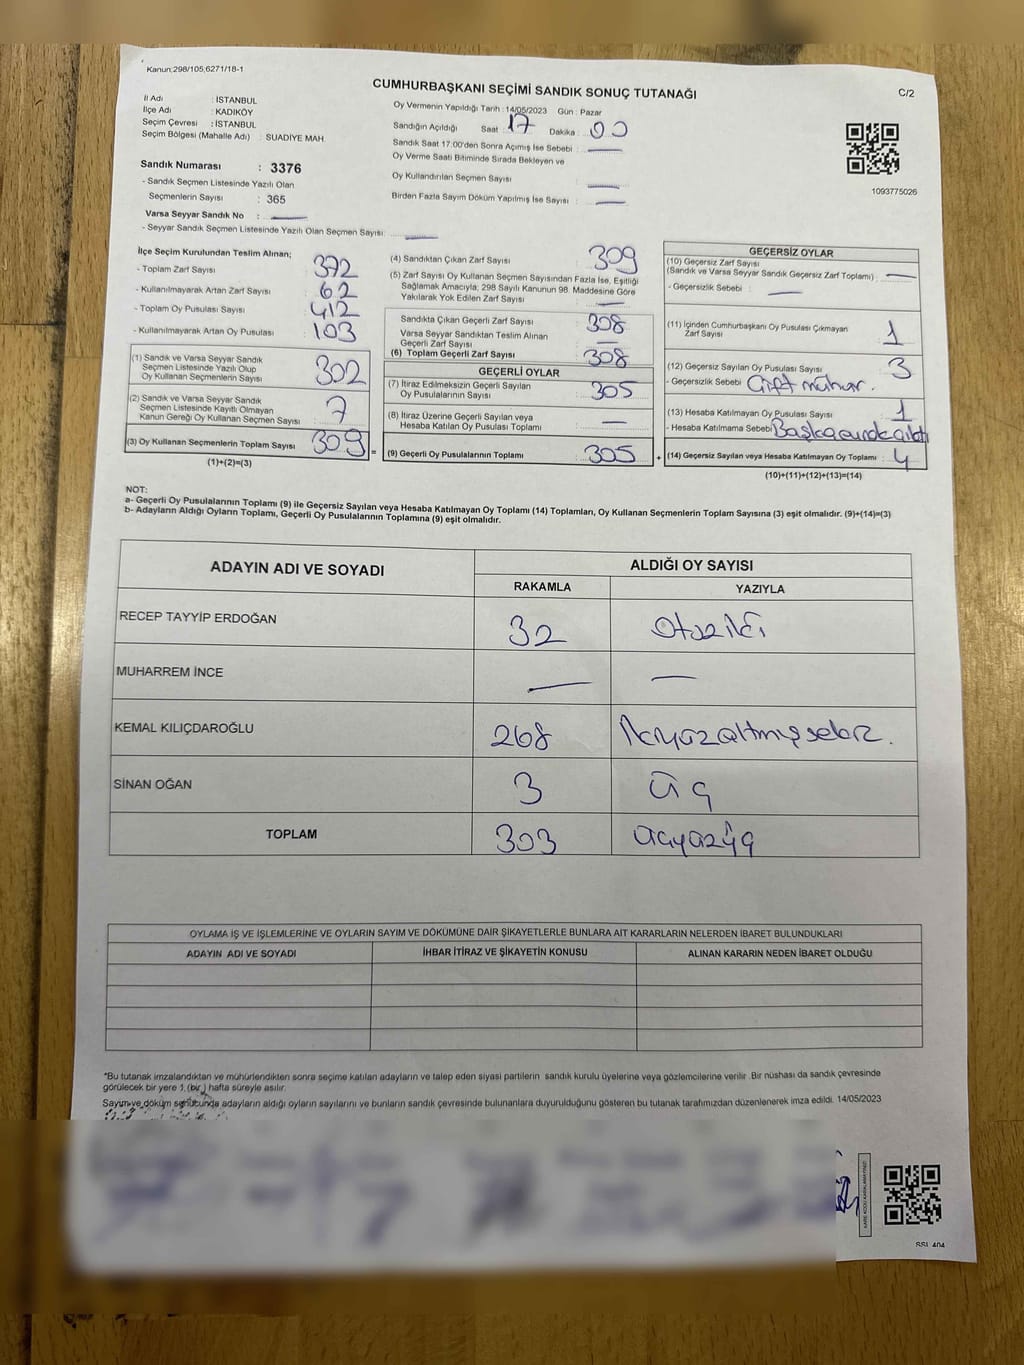 Kanun:298/105,6271/18-1
CUMHURBAŞKANI SEÇİMİ SANDIK SONUÇ TUTANAĞI
C/2
İl Adı : İSTANBUL
İlçe Adı : KADIKÖY
Seçim Çevresi : İSTANBUL
Seçim Bölgesi (Mahalle Adı) : SUADİYE MAH.
Sandık Numarası : 3376
- Sandık Seçmen Listesinde Yazılı Olan
Seçmenlerin Sayısı : 365
Varsa Seyyar Sandık No :
- Seyyar Sandık Seçmen Listesinde Yazılı Olan Seçmen Sayısı:
Oy Vermenin Yapıldığı Tarih : 14/05/2023 Gün : Pazar
Sandığın Açıldığı Saat : 17 Dakika : 00
Sandık Saat 17:00'den Sonra Açımış İse Sebebi :
Oy Verme Saati Bitiminde Sırada Bekleyen ve
Oy Kullandırılan Seçmen Sayısı :
Birden Fazla Sayım Döküm Yapılmış İse Sayısı :
1093775026
İlçe Seçim Kurulundan Teslim Alınan;
- Toplam Zarf Sayısı : 372
- Kullanılmayarak Artan Zarf Sayısı : 62
- Toplam Oy Pusulası Sayısı : 412
- Kullanılmayarak Artan Oy Pusulası : 103
(1) Sandık ve Varsa Seyyar Sandık
Seçmen Listesinde Yazılı Olup
Oy Kullanan Seçmenlerin Sayısı : 302
(2) Sandık ve Varsa Seyyar Sandık
Seçmen Listesinde Kayıtlı Olmayan
Kanun Gereği Oy Kullanan Seçmen Sayısı : 7
(3) Oy Kullanan Seçmenlerin Toplam Sayısı : 309 =
(1)+(2)=(3)
(4) Sandıktan Çıkan Zarf Sayısı : 309
(5) Zarf Sayısı Oy Kullanan Seçmen Sayısından Fazla İse, Eşitliği
Sağlamak Amacıyla, 298 Sayılı Kanunun 98. Maddesine Göre
Yakılarak Yok Edilen Zarf Sayısı :
Sandıkta Çıkan Geçerli Zarf Sayısı : 308
Varsa Seyyar Sandıktan Teslim Alınan
Geçerli Zarf Sayısı :
(6) Toplam Geçerli Zarf Sayısı : 308
GEÇERLİ OYLAR
(7) İtiraz Edilmeksizin Geçerli Sayılan
Oy Pusulalarının Sayısı : 305
(8) İtiraz Üzerine Geçerli Sayılan veya
Hesaba Katılan Oy Pusulası Toplamı :
(9) Geçerli Oy Pusulalarının Toplamı : 305 +
GEÇERSİZ OYLAR
(10) Geçersiz Zarf Sayısı
(Sandık ve Varsa Seyyar Sandık Geçersiz Zarf Toplamı) :
- Geçersizlik Sebebi :
(11) İçinden Cumhurbaşkanı Oy Pusulası Çıkmayan
Zarf Sayısı : 1
(12) Geçersiz Sayılan Oy Pusulası Sayısı : 3
- Geçersizlik Sebebi : Çift mühür.
(13) Hesaba Katılmayan Oy Pusulası Sayısı : 1
- Hesaba Katılmama Sebebi :
(14) Geçersiz Sayılan veya Hesaba Katılmayan Oy Toplamı : 4
(10)+(11)+(12)+(13)=(14)
NOT:
a- Geçerli Oy Pusulalarının Toplamı (9) ile Geçersiz Sayılan veya Hesaba Katılmayan Oy Toplamı (14) Toplamları, Oy Kullanan Seçmenlerin Toplam Sayısına (3) eşit olmalıdır. (9)+(14)=(3)
b- Adayların Aldığı Oyların Toplamı, Geçerli Oy Pusulalarının Toplamına (9) eşit olmalıdır.
ADAYIN ADI VE SOYADI
ALDIĞI OY SAYISI
RAKAMLA YAZIYLA
RECEP TAYYİP ERDOĞAN 32 Otuziki
MUHARREM İNCE
KEMAL KILIÇDAROĞLU 268 İkiyüzaltmışsekiz.
SİNAN OĞAN 3 Üç
TOPLAM 303 Üçyüzüç
OYLAMA İŞ VE İŞLEMLERİNE VE OYLARIN SAYIM VE DÖKÜMÜNE DAİR ŞİKAYETLERLE BUNLARA AİT KARARLARIN NELERDEN İBARET BULUNDUKLARI
ADAYIN ADI VE SOYADI İHBAR İTİRAZ VE ŞİKAYETİN KONUSU ALINAN KARARIN NEDEN İBARET OLDUĞU
*Bu tutanak imzalandıktan ve mühürlendikten sonra seçime katılan adayların ve talep eden siyasi partilerin sandık kurulu üyelerine veya gözlemcilerine verilir .Bir nüshası da sandık çevresinde
görülecek bir yere 1 (bir ) hafta süreyle asılır.
Sayım ve döküm sonucunda adayların aldığı oyların sayılarını ve bunların sandık çevresinde bulunanlara duyurulduğunu gösteren bu tutanak tarafımızdan düzenlenerek imza edildi. 14/05/2023